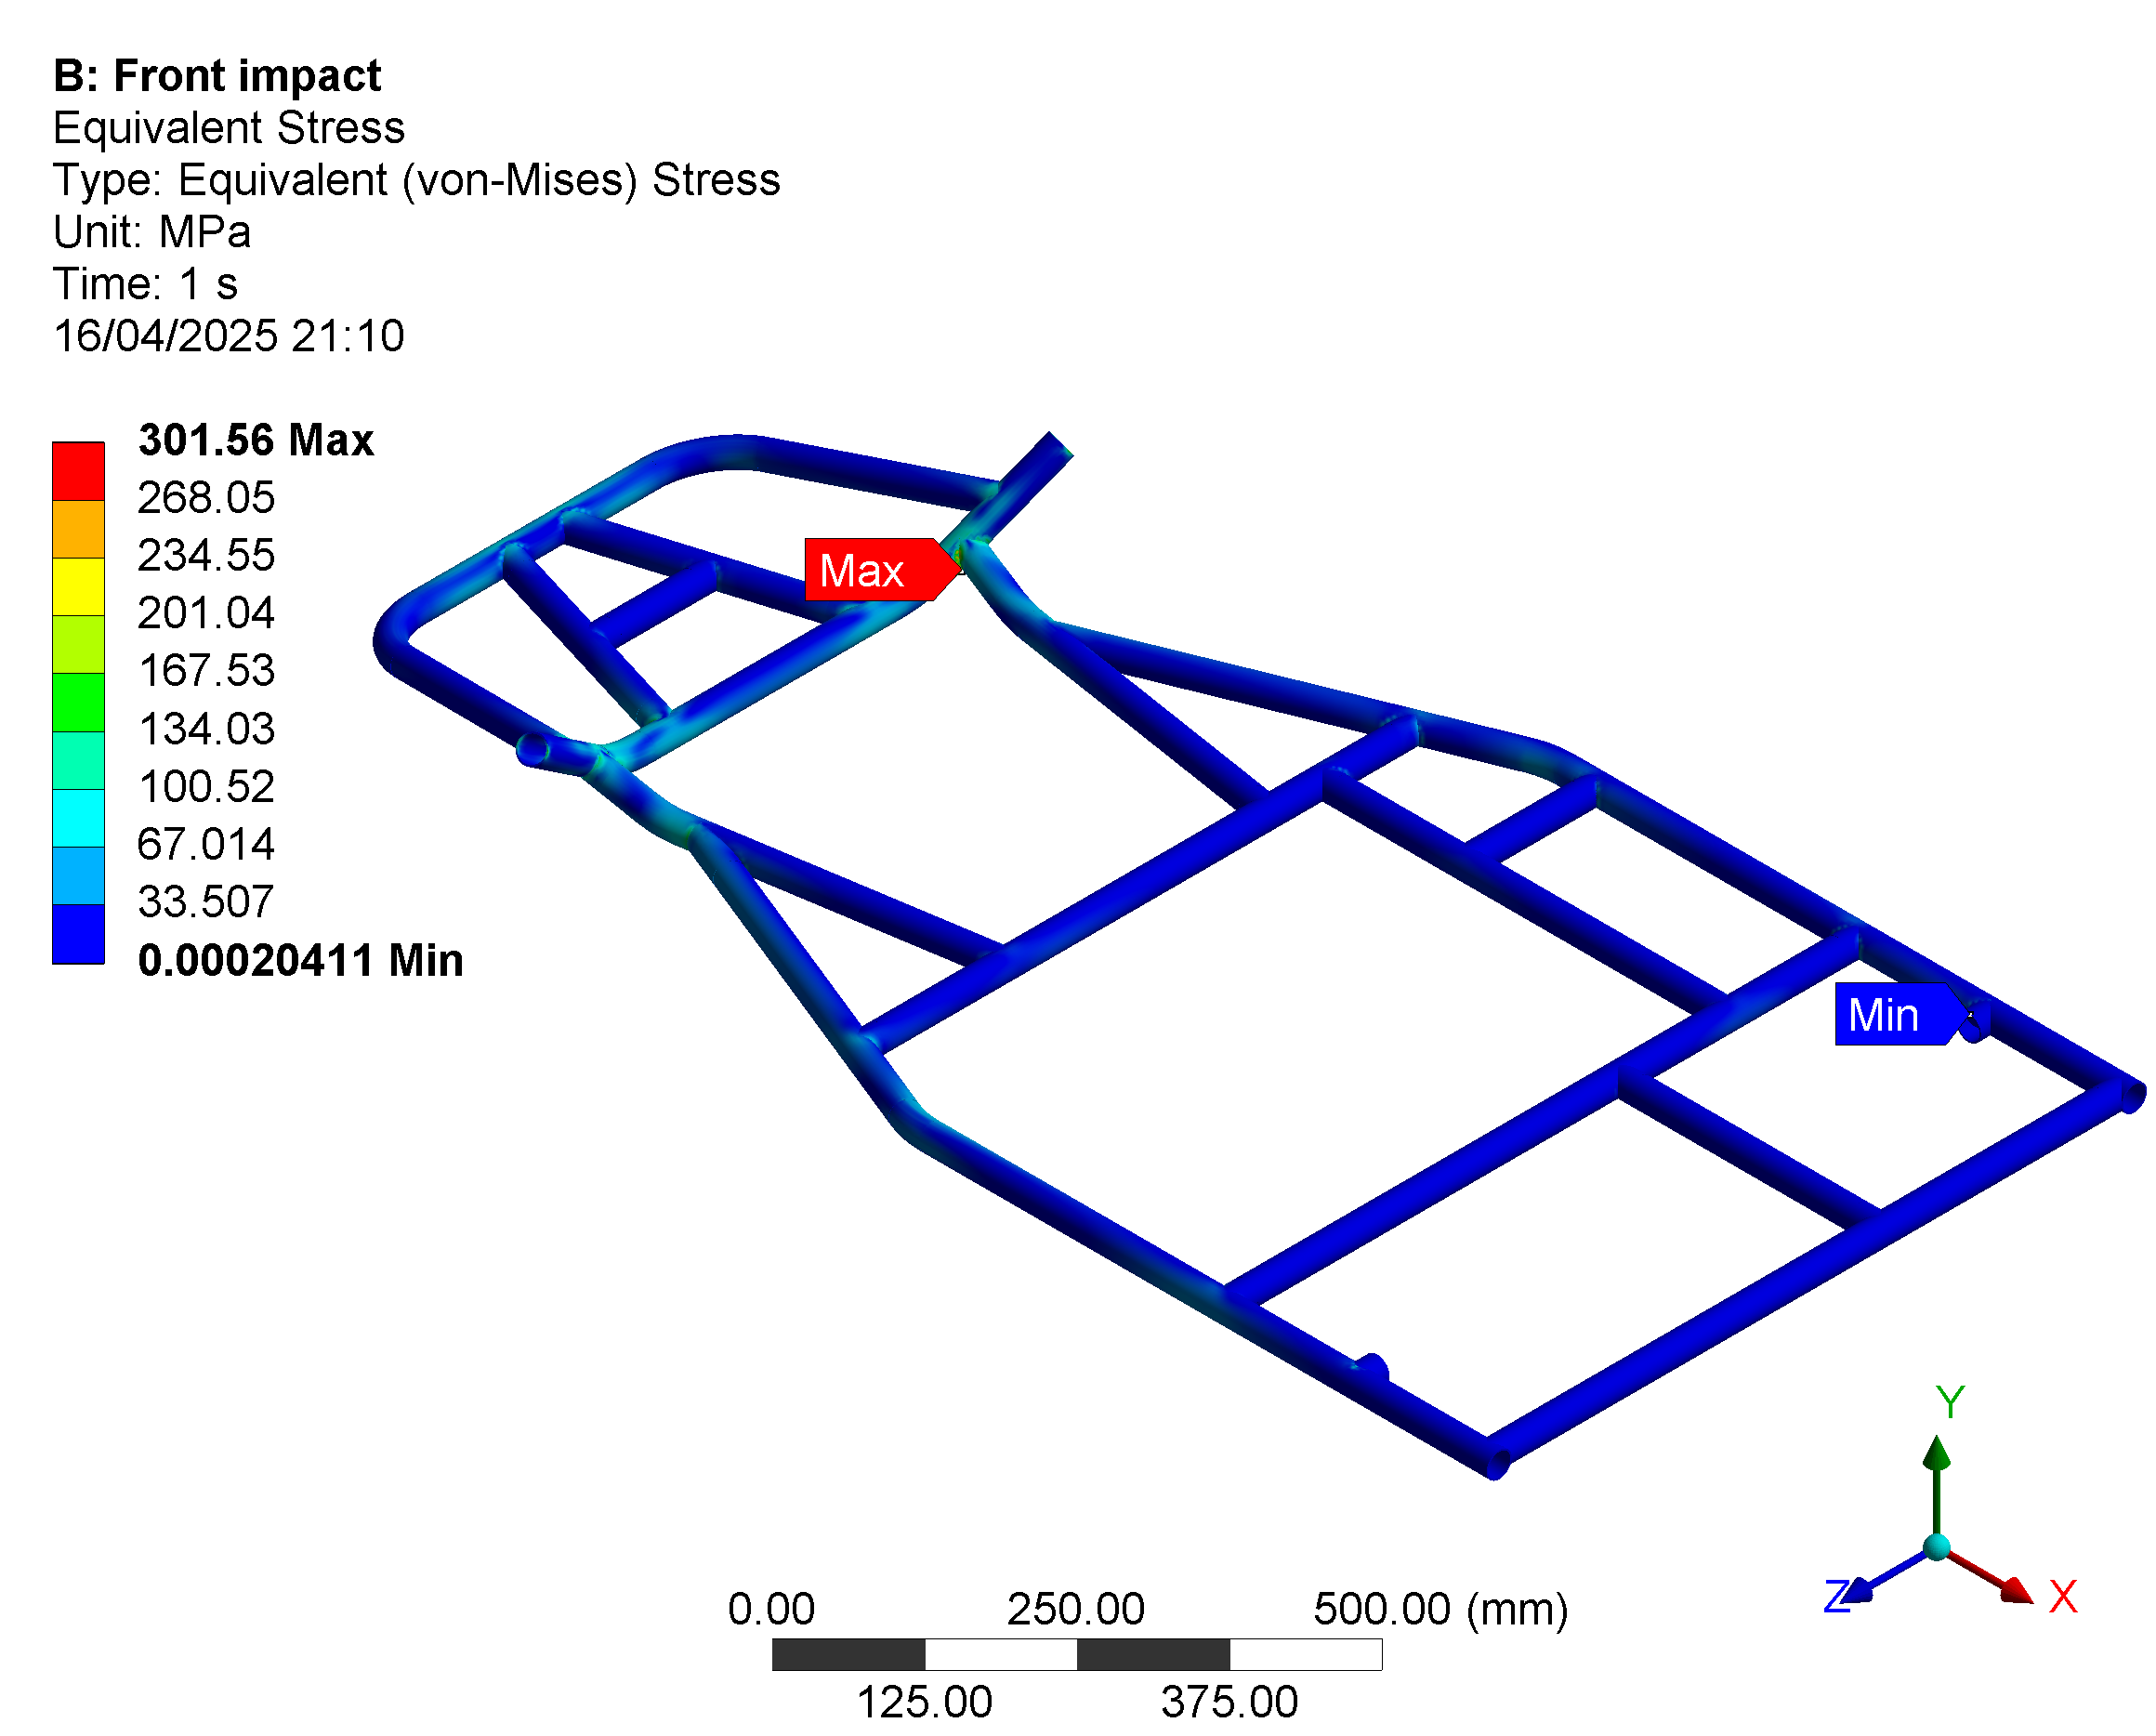 B: Front impact
Equivalent Stress
Type: Equivalent (von-Mises) Stress
Unit: MPa
Time: 1 s
16/04/2025 21:10
301.56 Max
268.05
234.55
201.04
167.53
134.03
100.52
67.014
33.507
0.00020411 Min
Max
Min
Y
Z
X
0.00 250.00 500.00 (mm)
125.00 375.00